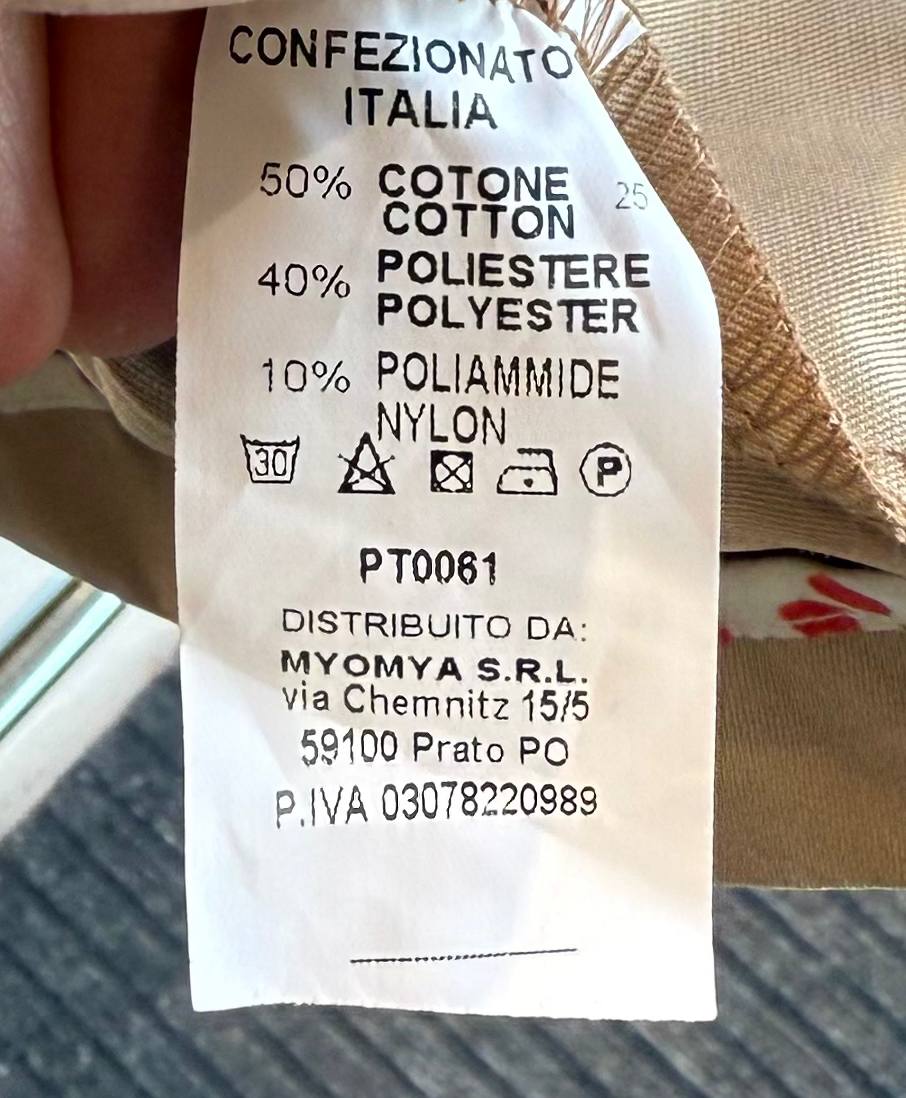 CONFEZIONATO
ITALIA
50% COTONE 25
COTTON
40% POLIESTERE
POLYESTER
10% POLIAMMIDE
NYLON
30 P
PT0061
DISTRIBUITO DA:
MYOMYA S.R.L.
via Chemnitz 15/5
59100 Prato PO
P.IVA 03078220989